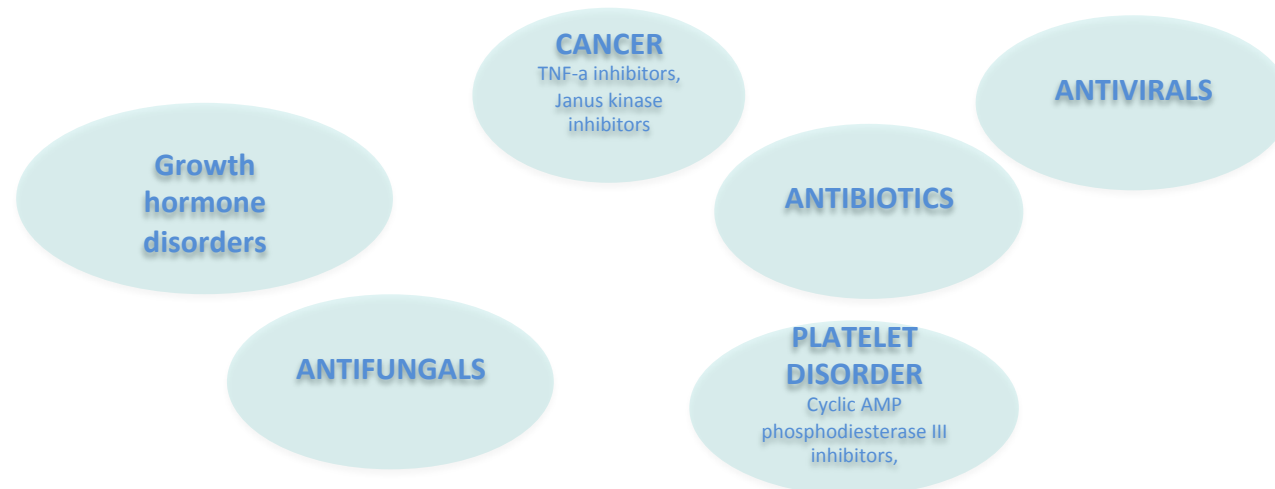 CANCER
TNF-a inhibitors,
Janus kinase
inhibitors
ANTIVIRALS
Growth
hormone
disorders
ANTIBIOTICS
ANTIFUNGALS
PLATELET
DISORDER
Cyclic AMP
phosphodiesterase III
inhibitors,